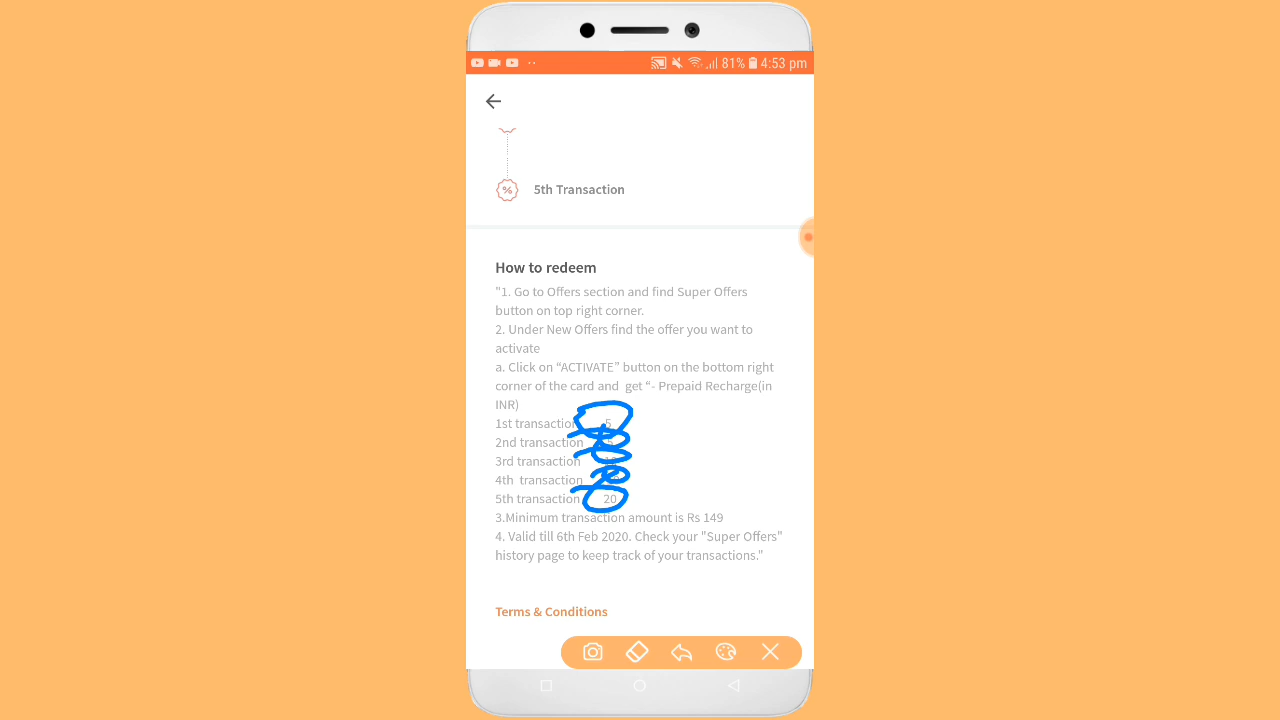 81% 4:53 pm
%
5th Transaction
How to redeem
"1. Go to Offers section and find Super Offers
button on top right corner.
2. Under New Offers find the offer you want to
activate
a. Click on “ACTIVATE” button on the bottom right
corner of the card and get “- Prepaid Recharge(in
INR)
1st transaction 5
2nd transaction
3rd transaction
4th transaction
5th transaction 20
3.Minimum transaction amount is Rs 149
4. Valid till 6th Feb 2020. Check your "Super Offers"
history page to keep track of your transactions."
Terms & Conditions